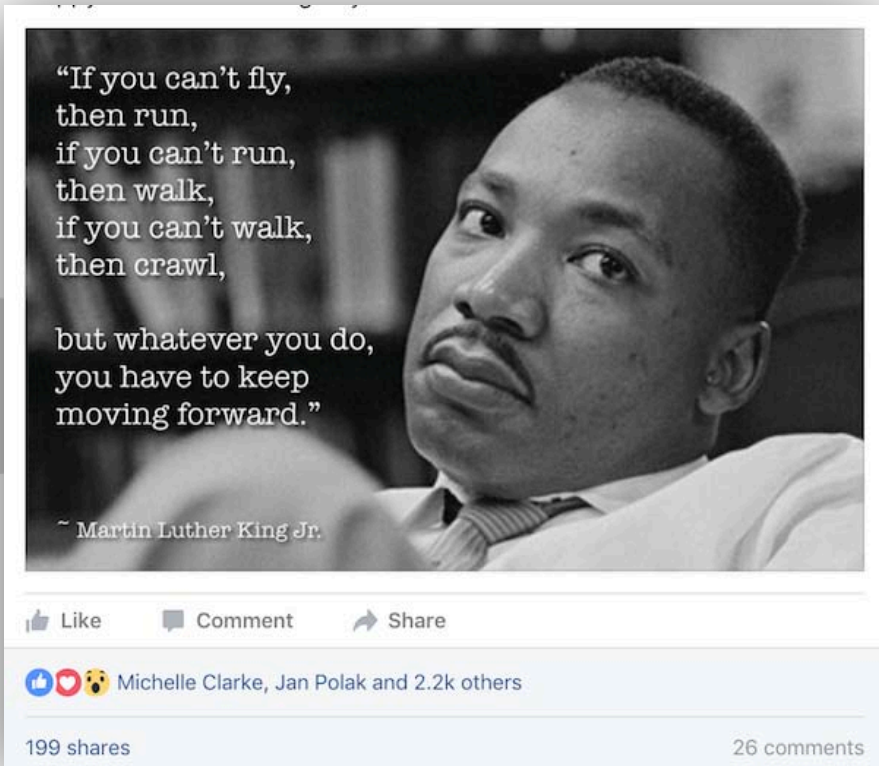 “If you can’t fly,
then run,
if you can’t run,
then walk,
if you can’t walk,
then crawl,
but whatever you do,
you have to keep
moving forward.”
~ Martin Luther King Jr.
Like Comment Share
Michelle Clarke, Jan Polak and 2.2k others
199 shares 26 comments